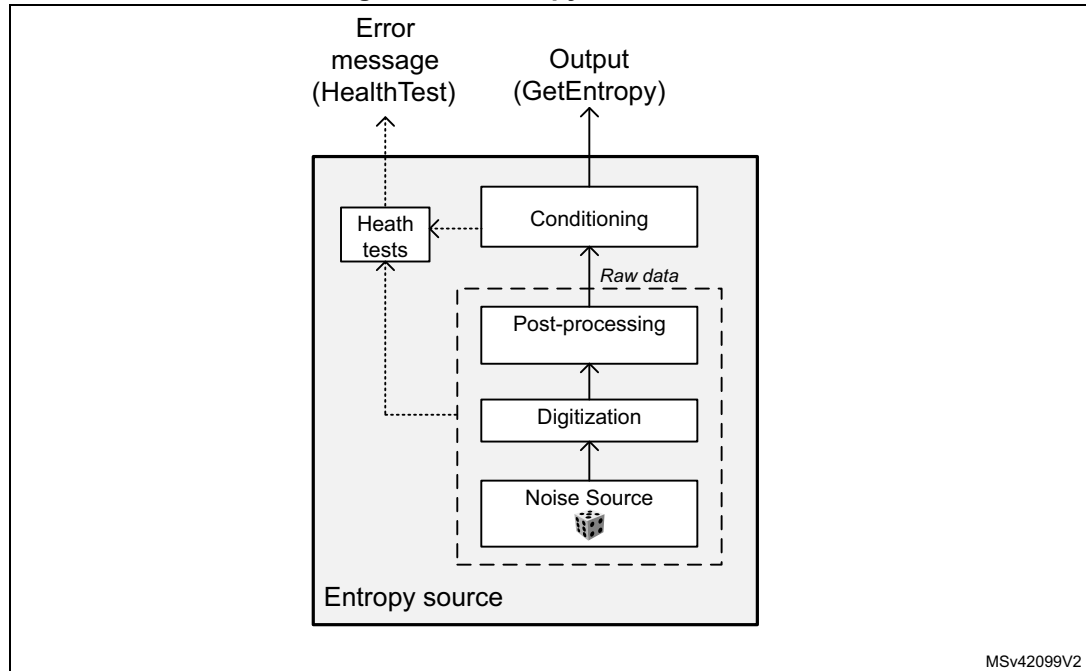 Error
message
(HealthTest)
Output
(GetEntropy)
Heath
tests
Conditioning
Raw data
Post-processing
Digitization
Noise Source
Entropy source
MSv42099V2